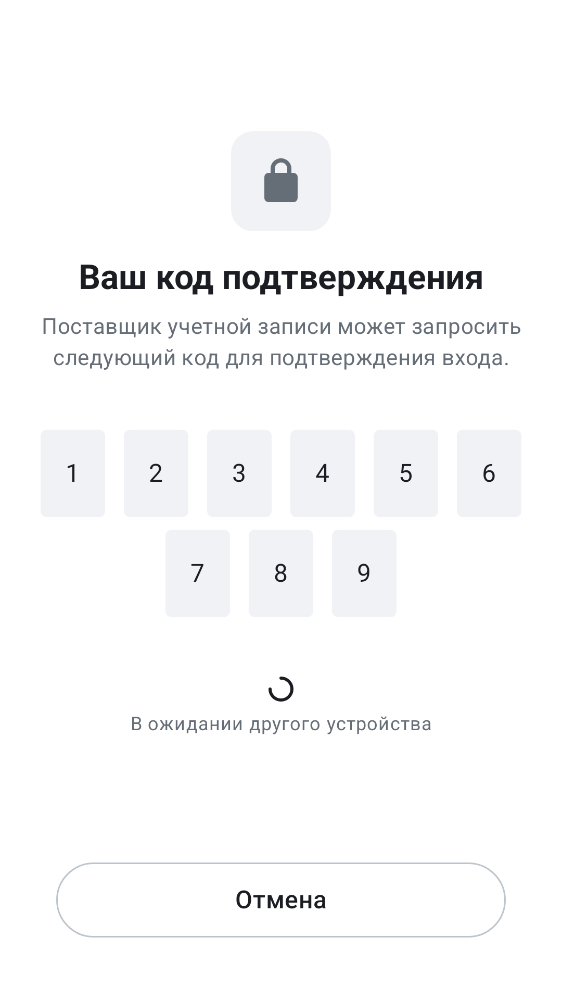 Ваш код подтверждения
Поставщик учетной записи может запросить
следующий код для подтверждения входа.
1 2 3 4 5 6
7 8 9
В ожидании другого устройства
Отмена